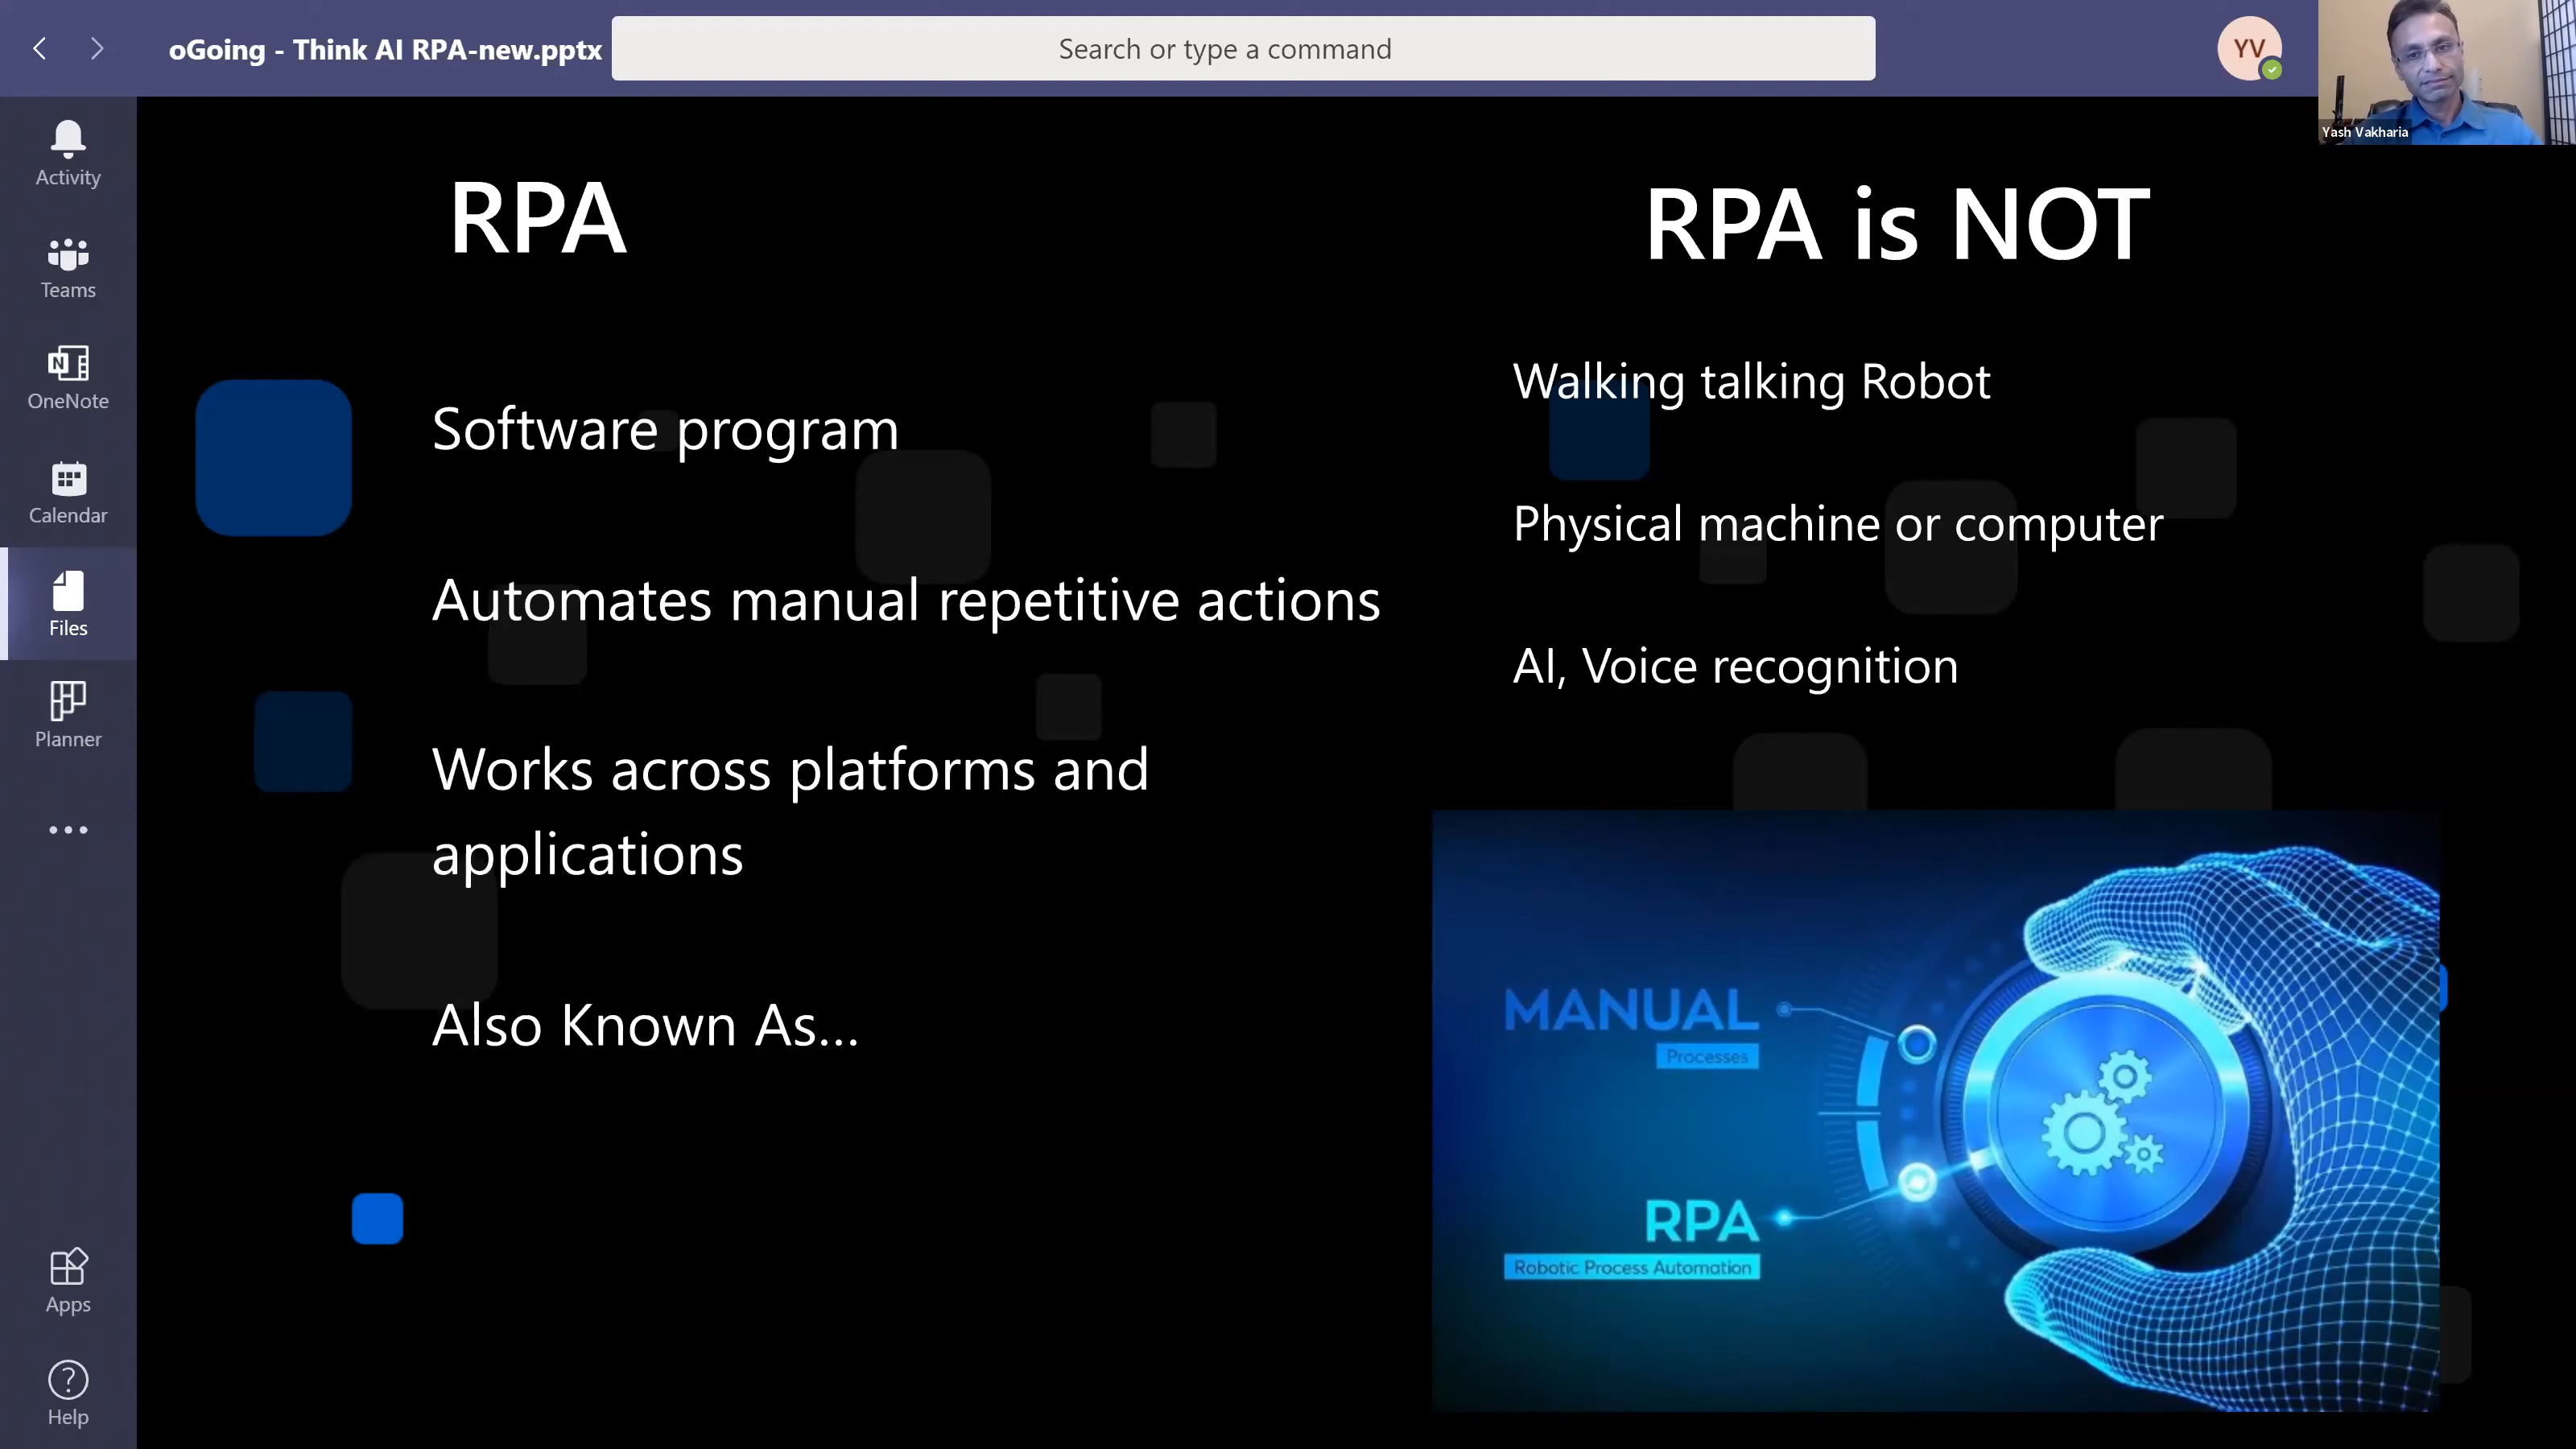 oGoing - Think AI RPA-new.pptx
Search or type a command
YV
Yash Vakharia
Activity
Teams
N
OneNote
Calendar
Files
Planner
Apps
?
Help
RPA
Software program
Automates manual repetitive actions
Works across platforms and
applications
Also Known As...
RPA is NOT
Walking talking Robot
Physical machine or computer
AI, Voice recognition
MANUAL
Processes
RPA
Robotic Process Automation